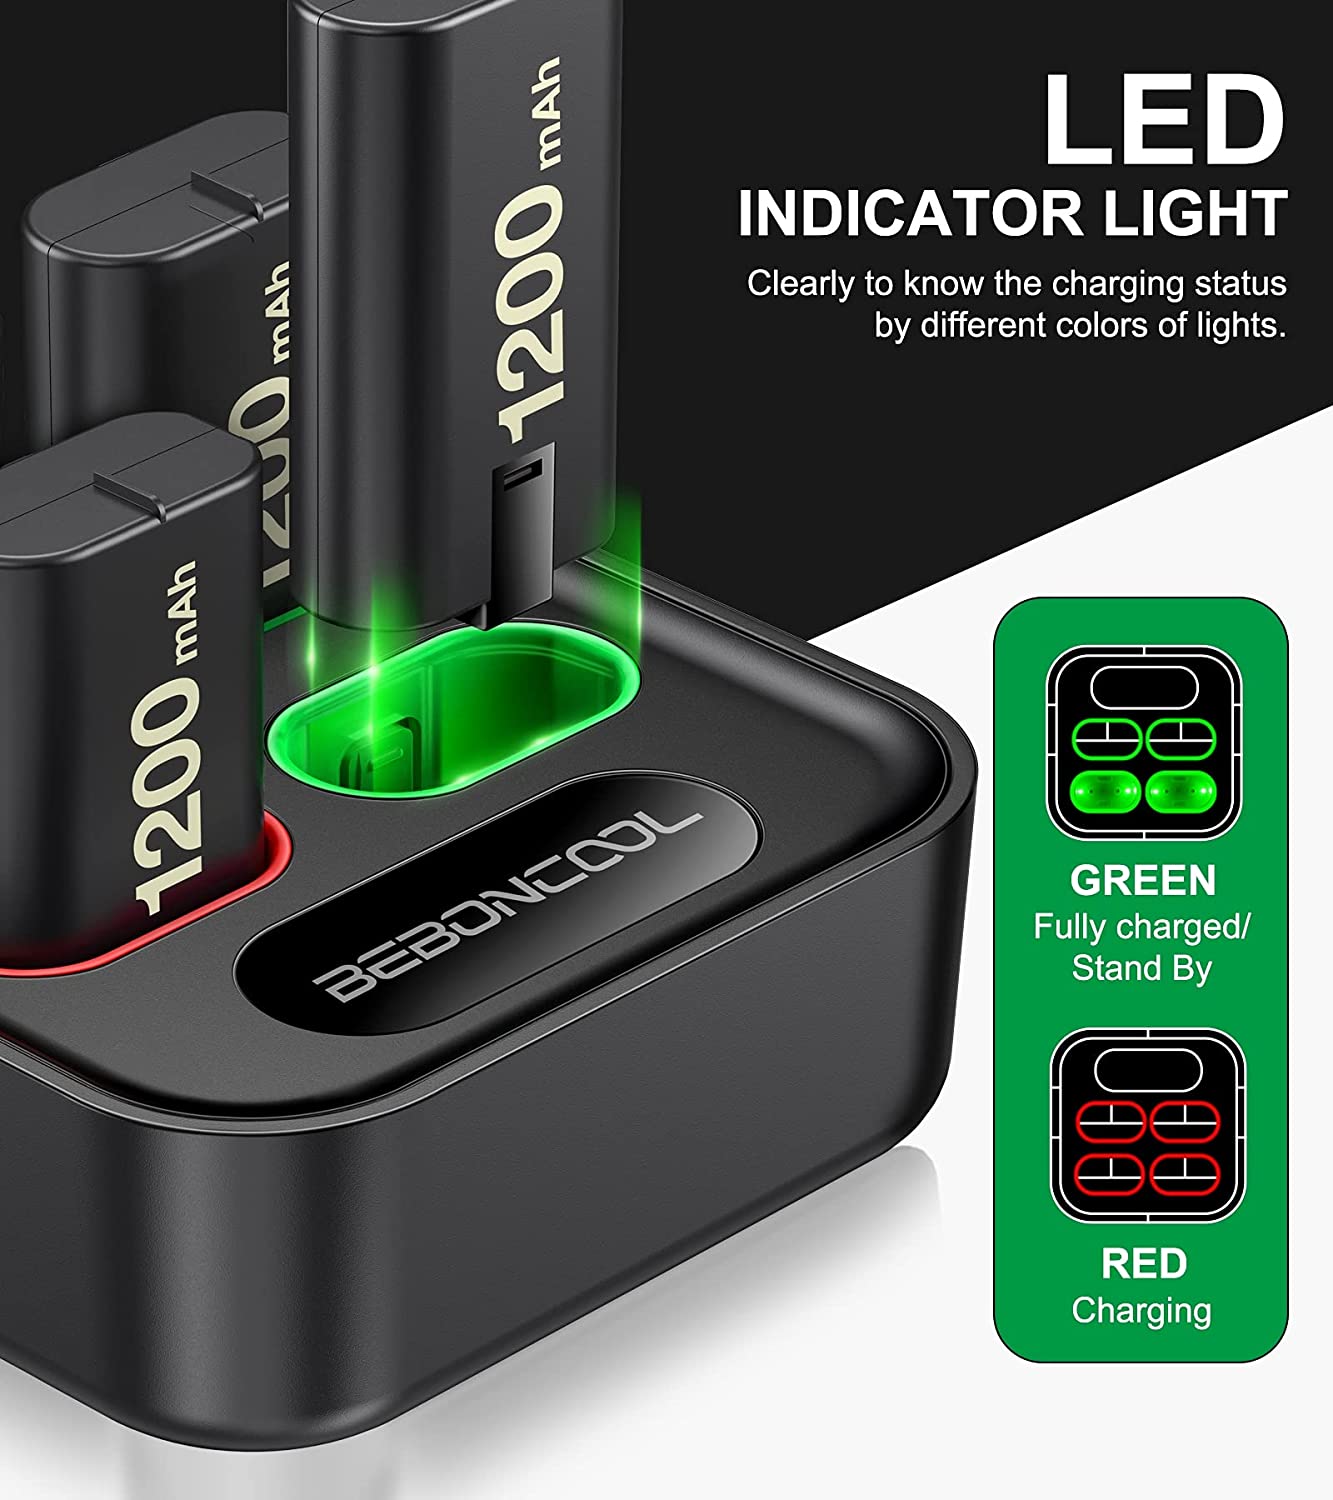 LED
INDICATOR LIGHT
Clearly to know the charging status
by different colors of lights.
1200 mAh
1200 mAh
1200 mAh
BEBONCOOL
GREEN
Fully charged/
Stand By
RED
Charging